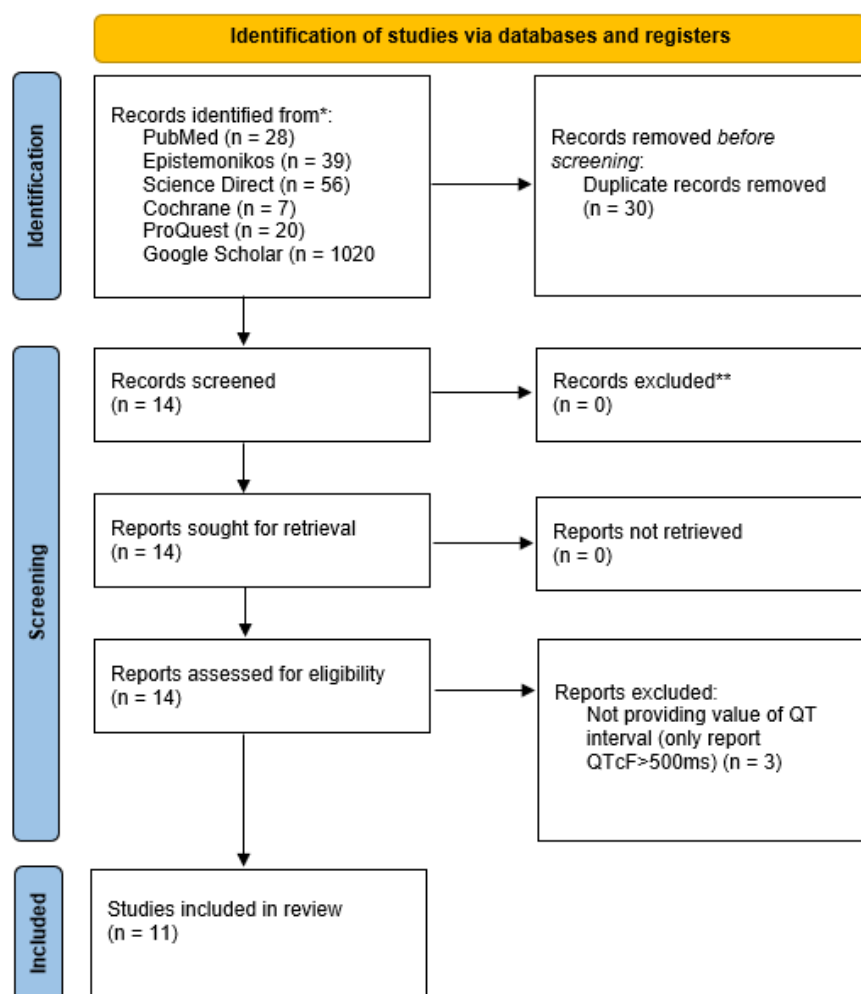 Identification of studies via databases and registers
Identification
Records identified from*:
PubMed (n = 28)
Epistemonikos (n = 39)
Science Direct (n = 56)
Cochrane (n = 7)
ProQuest (n = 20)
Google Scholar (n = 1020
Records removed before
screening:
Duplicate records removed
(n = 30)
Screening
Records screened
(n = 14)
Records excluded**
(n = 0)
Reports sought for retrieval
(n = 14)
Reports not retrieved
(n = 0)
Reports assessed for eligibility
(n = 14)
Reports excluded:
Not providing value of QT
interval (only report
QTcF>500ms) (n = 3)
Included
Studies included in review
(n = 11)